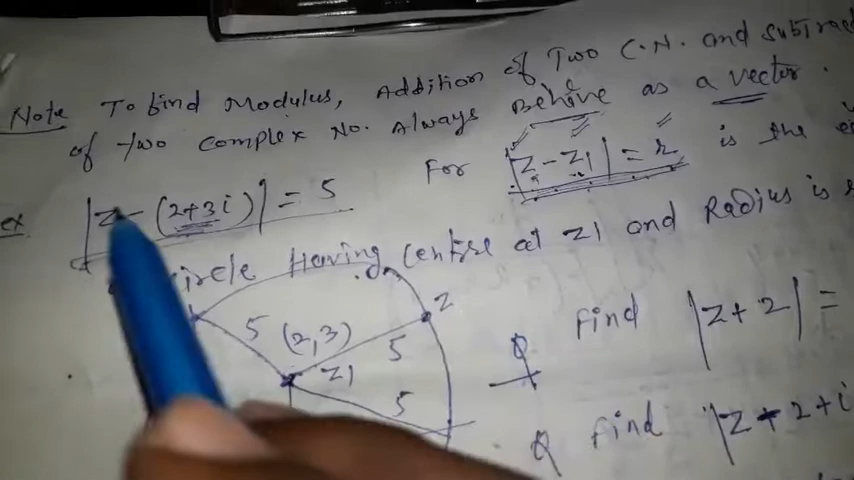 Note To find Modulus, Addition of Two C.N. and subtrac
of two complex No. Always Behive as a vector.
For |z - z1| = r is the
ex |z - (2+3i)| = 5
circle Having Centre at z1 and Radius is
z
5 (2,3) 5
z1
5
Q Find |z + 2| =
Q find |z + 2 + i